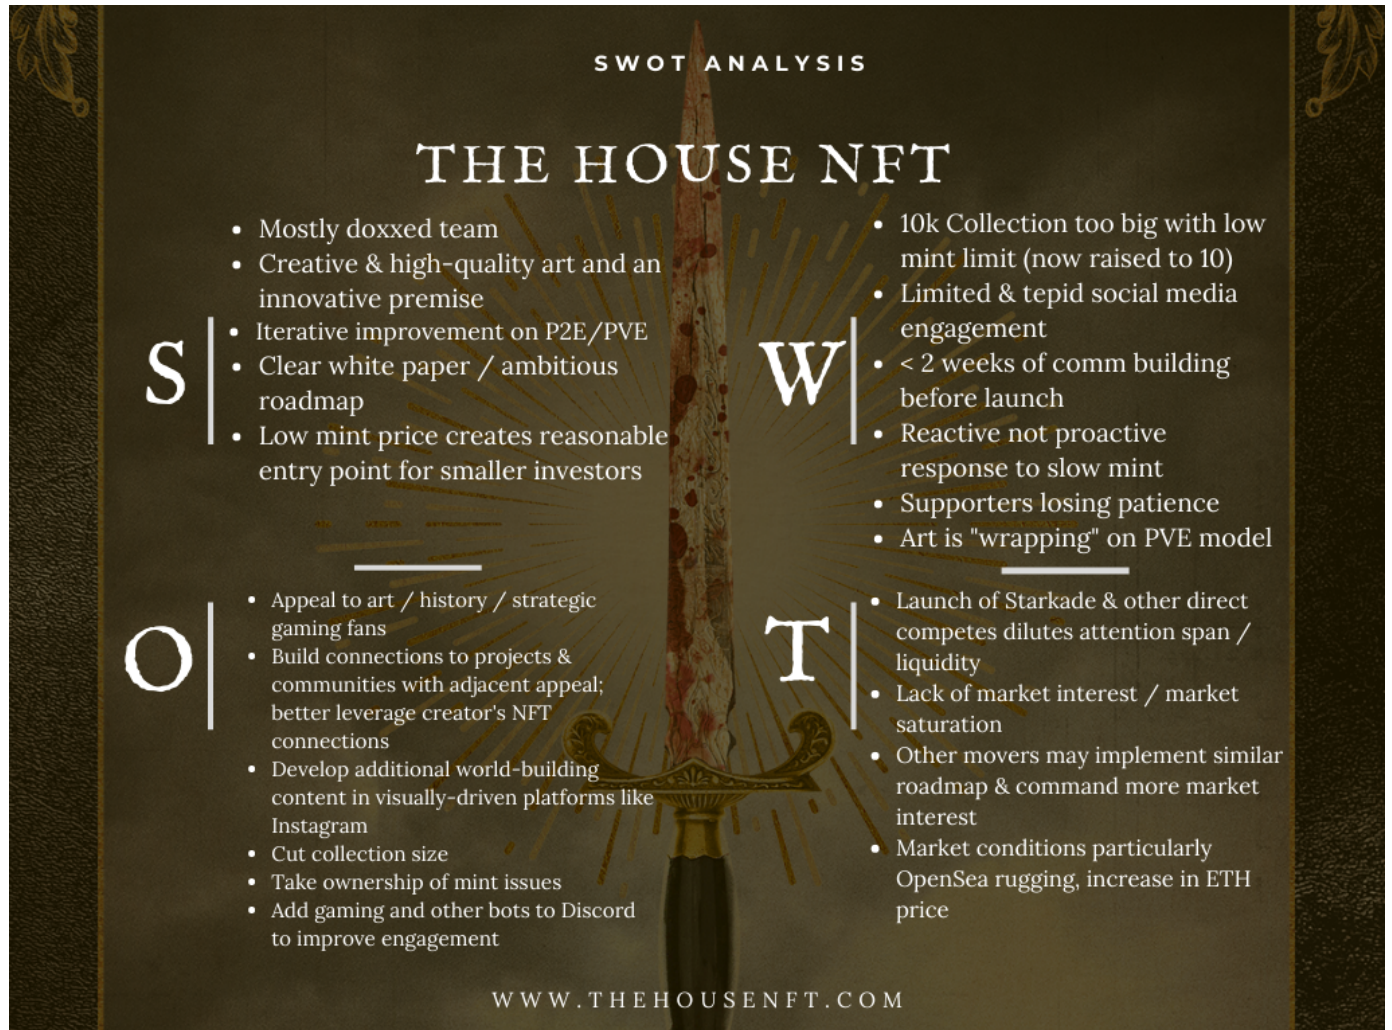 SWOT ANALYSIS
THE HOUSE NFT
S
• Mostly doxxed team
• Creative & high-quality art and an
innovative premise
• Iterative improvement on P2E/PVE
• Clear white paper / ambitious
roadmap
• Low mint price creates reasonable
entry point for smaller investors
W
• 10k Collection too big with low
mint limit (now raised to 10)
• Limited & tepid social media
engagement
• < 2 weeks of comm building
before launch
• Reactive not proactive
response to slow mint
• Supporters losing patience
• Art is "wrapping" on PVE model
O
• Appeal to art / history / strategic
gaming fans
• Build connections to projects &
communities with adjacent appeal;
better leverage creator's NFT
connections
• Develop additional world-building
content in visually-driven platforms like
Instagram
• Cut collection size
• Take ownership of mint issues
• Add gaming and other bots to Discord
to improve engagement
T
• Launch of Starkade & other direct
competes dilutes attention span /
liquidity
• Lack of market interest / market
saturation
• Other movers may implement similar
roadmap & command more market
interest
• Market conditions particularly
OpenSea rugging, increase in ETH
price
WWW.THEHOUSENFT.COM